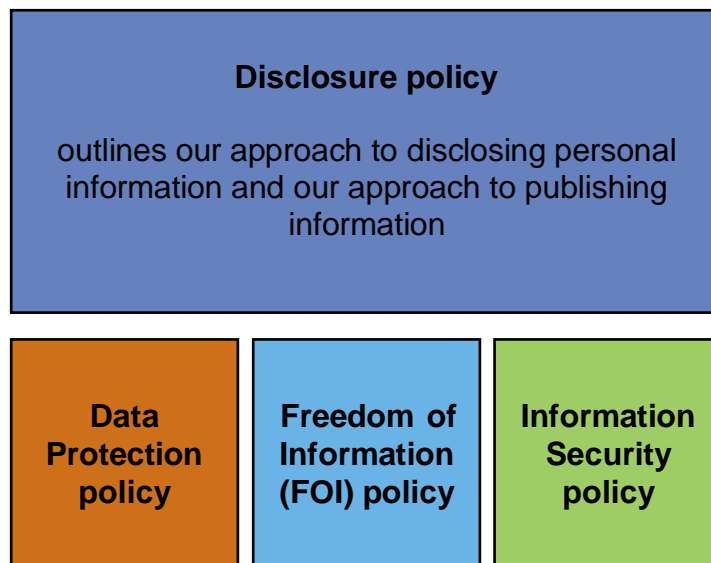 Disclosure policy
outlines our approach to disclosing personal
information and our approach to publishing
information
Data
Protection
policy
Freedom of
Information
(FOI) policy
Information
Security
policy